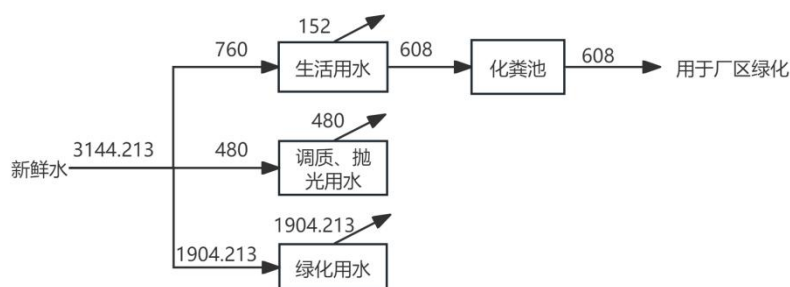 152
760
生活用水
608
化粪池
608
用于厂区绿化
480
新鲜水
3144.213
480
调质、抛
光用水
1904.213
1904.213
绿化用水